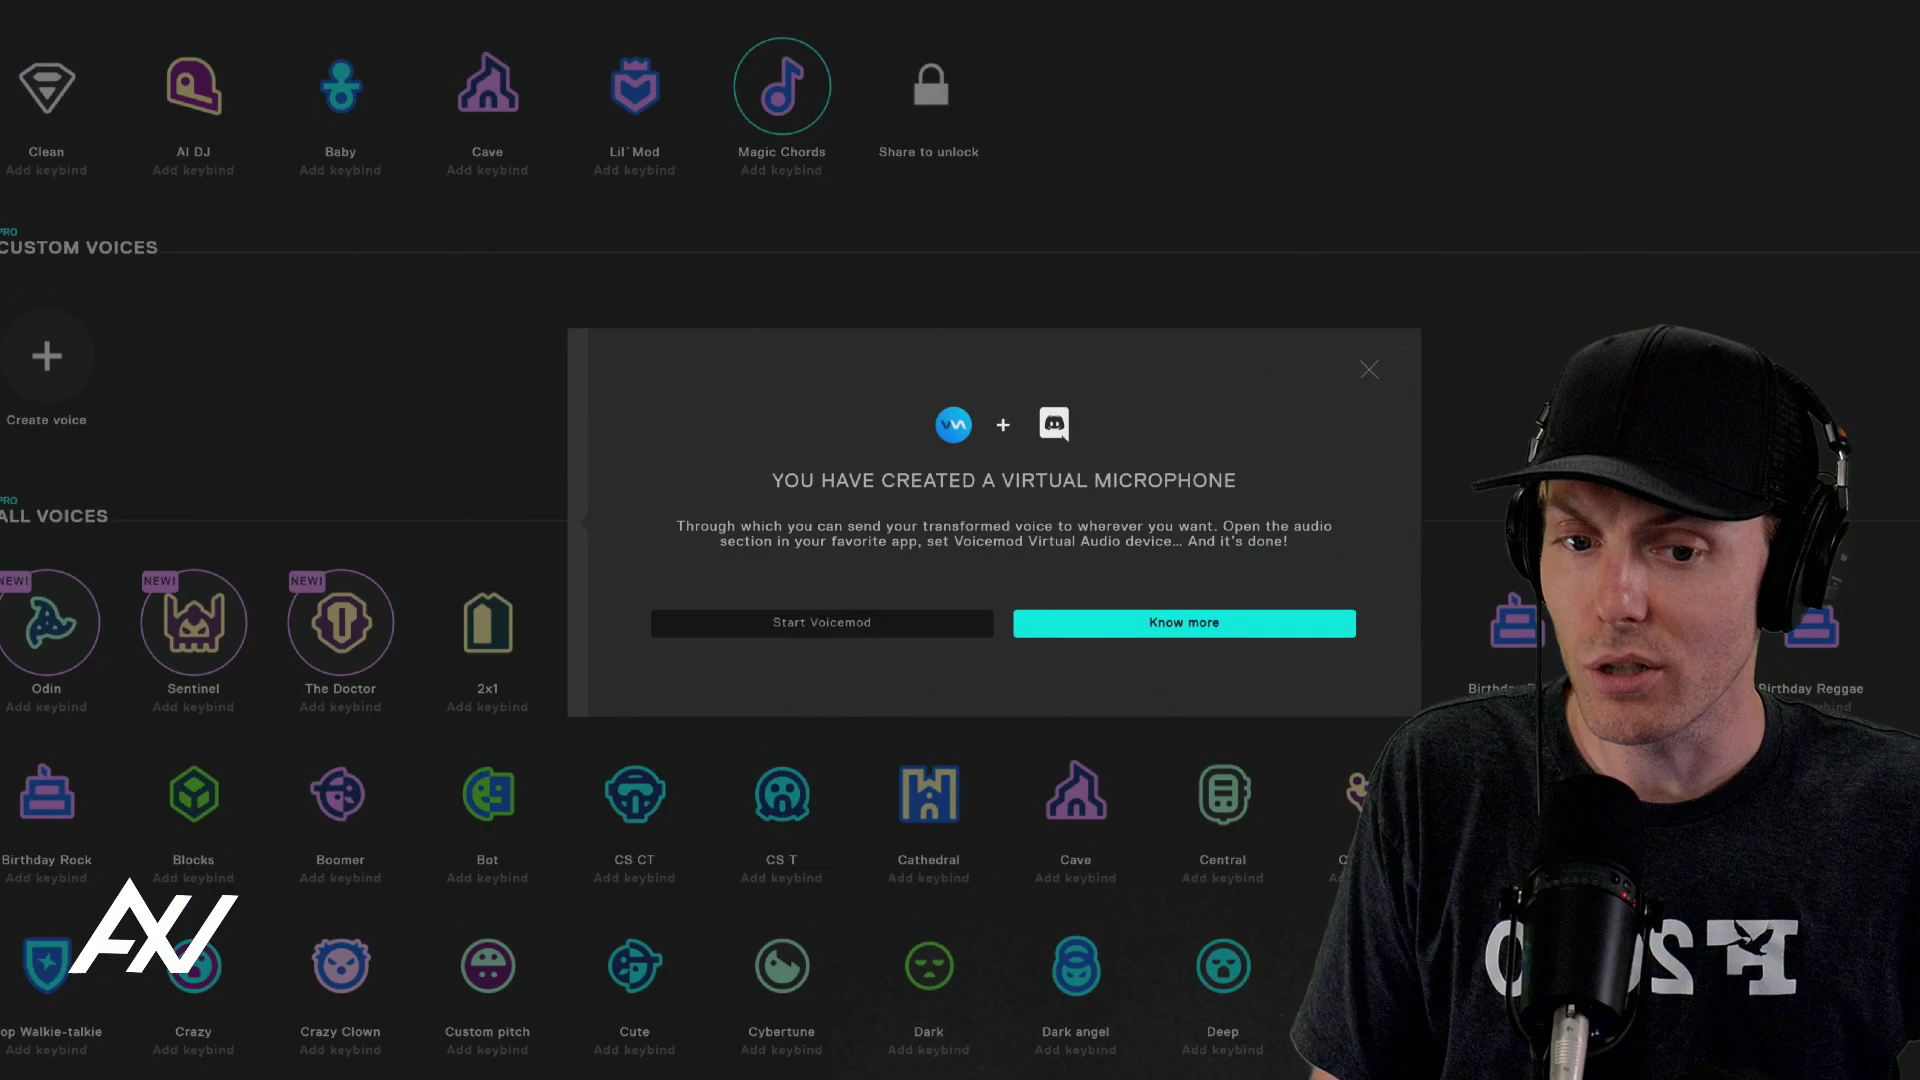 Clean
Add keybind
AI DJ
Add keybind
Baby
Add keybind
Cave
Add keybind
Lil´Mod
Add keybind
Magic Chords
Add keybind
Share to unlock
PRO
CUSTOM VOICES
Create voice
VM + 
YOU HAVE CREATED A VIRTUAL MICROPHONE
Through which you can send your transformed voice to wherever you want. Open the audio
section in your favorite app, set Voicemod Virtual Audio device... And it's done!
Start Voicemod
Know more
PRO
ALL VOICES
NEW!
Odin
Add keybind
NEW!
Sentinel
Add keybind
NEW!
The Doctor
Add keybind
2x1
Add keybind
Birthday Reggae
Birthday Rock
Add keybind
Blocks
Add keybind
Boomer
Add keybind
Bot
Add keybind
CS CT
Add keybind
CS T
Add keybind
Cathedral
Add keybind
Cave
Add keybind
Central
Add keybind
Walkie-talkie
Add keybind
Crazy
Add keybind
Crazy Clown
Add keybind
Custom pitch
Add keybind
Cute
Add keybind
Cybertune
Add keybind
Dark
Add keybind
Dark angel
Add keybind
Deep
Add keybind